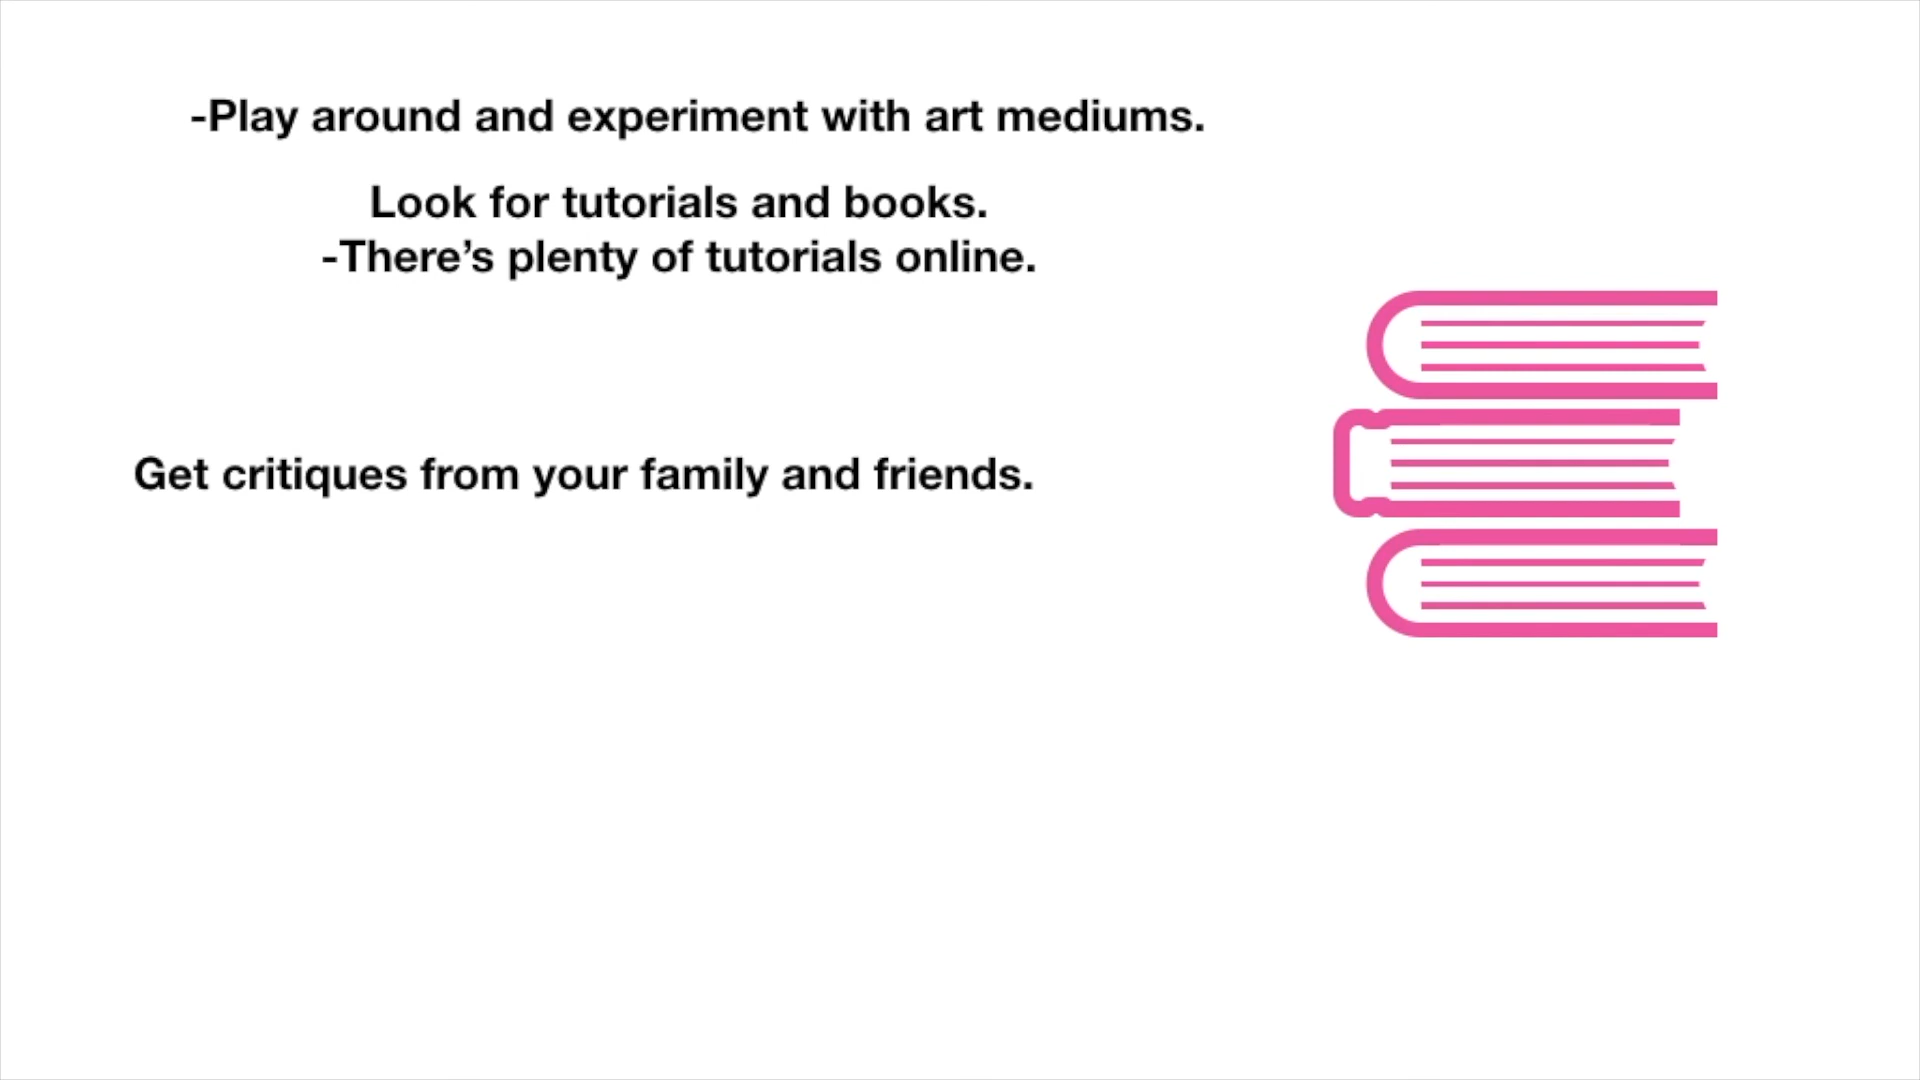 -Play around and experiment with art mediums.
Look for tutorials and books.
-There’s plenty of tutorials online.
Get critiques from your family and friends.